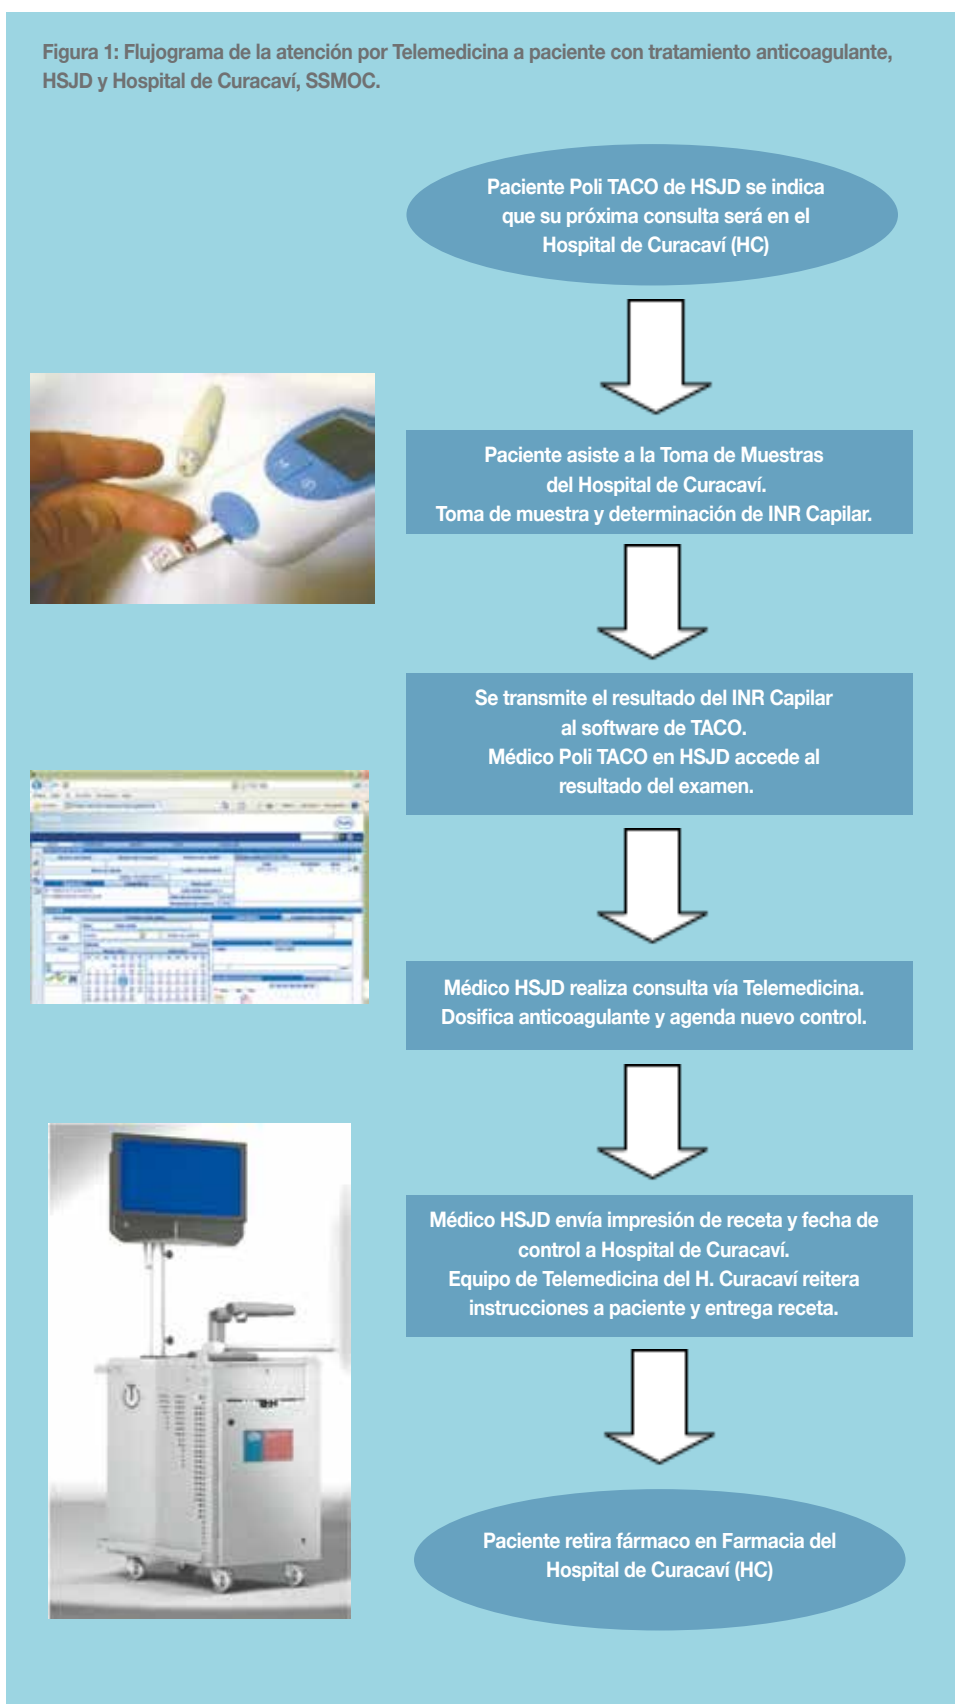 Figura 1: Flujograma de la atención por Telemedicina a paciente con tratamiento anticoagulante,
HSJD y Hospital de Curacaví, SSMOC.
Paciente Poli TACO de HSJD se indica
que su próxima consulta será en el
Hospital de Curacaví (HC)
Paciente asiste a la Toma de Muestras
del Hospital de Curacaví.
Toma de muestra y determinación de INR Capilar.
Se transmite el resultado del INR Capilar
al software de TACO.
Médico Poli TACO en HSJD accede al
resultado del examen.
Médico HSJD realiza consulta vía Telemedicina.
Dosifica anticoagulante y agenda nuevo control.
Médico HSJD envía impresión de receta y fecha de
control a Hospital de Curacaví.
Equipo de Telemedicina del H. Curacaví reitera
instrucciones a paciente y entrega receta.
Paciente retira fármaco en Farmacia del
Hospital de Curacaví (HC)